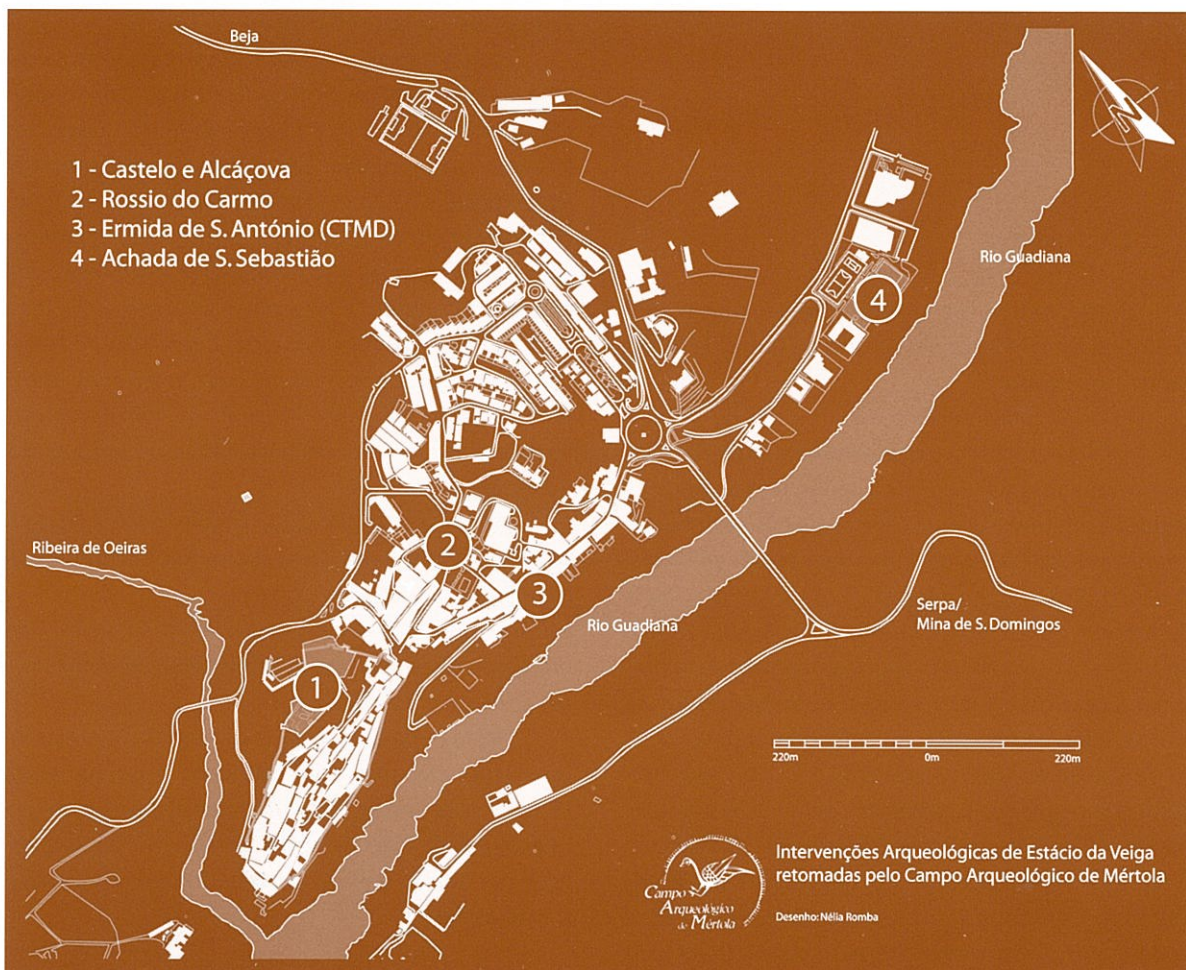 Beja
1 - Castelo e Alcáçova
2 - Rossio do Carmo
3 - Ermida de S. António (CTMD)
4 - Achada de S. Sebastião
Rio Guadiana
4
2
Ribeira de Oeiras
3
Serpa/
Mina de S. Domingos
Rio Guadiana
1
220m 0m 220m
Intervenções Arqueológicas de Estácio da Veiga
retomadas pelo Campo Arqueológico de Mértola
Campo
Arqueológico
de Mértola
Desenho: Nélia Romba